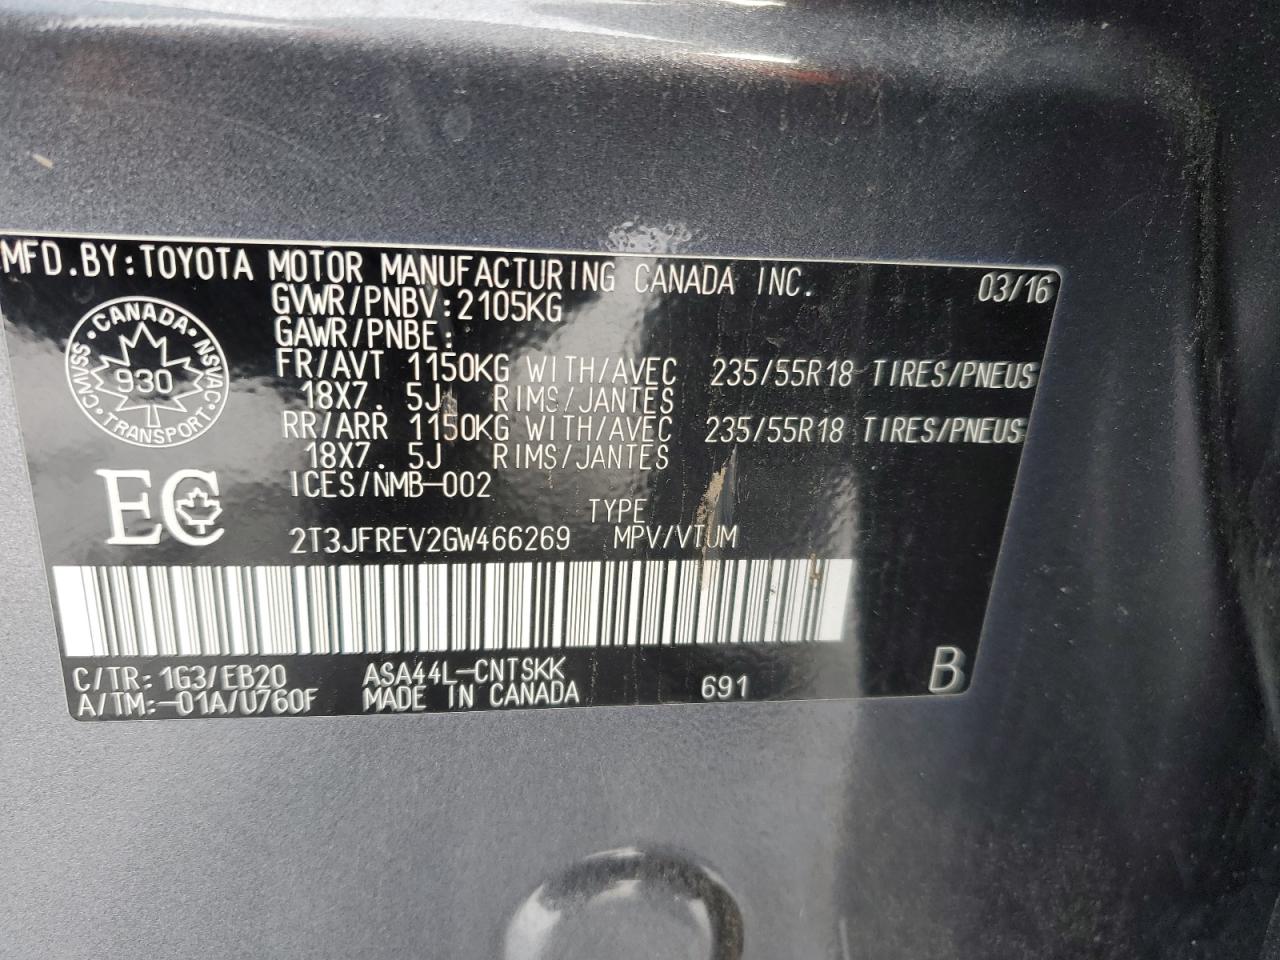 MFD.BY:TOYOTA MOTOR MANUFACTURING CANADA INC. 03/16
GVWR/PNBV:2105KG
GAWR/PNBE:
FR/AVT 1150KG WITH/AVEC 235/55R18 TIRES/PNEUS
18X7. 5J RIMS/JANTES
RR/ARR 1150KG WITH/AVEC 235/55R18 TIRES/PNEUS
18X7. 5J RIMS/JANTES
ICES/NMB-002
CANADA
CMVSS 930 NSVAC
TRANSPORT
EC
TYPE
2T3JFREV2GW466269 MPV/VTUM
C/TR: 1G3/EB20 ASA44L-CNTSKK
A/TM:-01A/U760F MADE IN CANADA 691 B